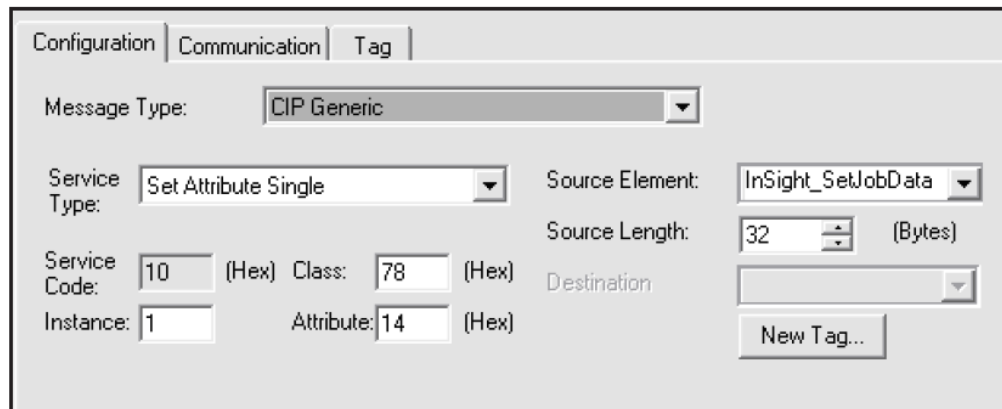 Configuration Communication Tag
Message Type: CIP Generic
Service Type: Set Attribute Single
Source Element: InSight_SetJobData
Source Length: 32 (Bytes)
Service Code: 10 (Hex) Class: 78 (Hex)
Destination
Instance: 1 Attribute: 14 (Hex)
New Tag...